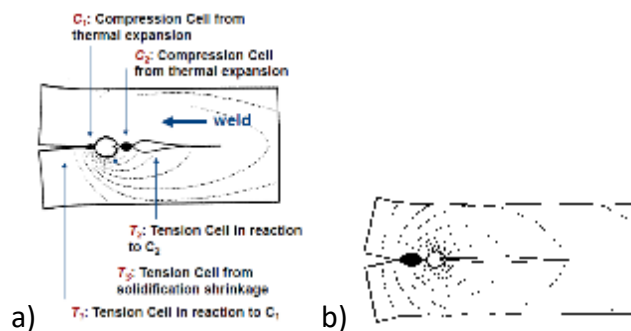 C₁: Compression Cell from
thermal expansion
C₂: Compression Cell
from thermal expansion
weld
T₂: Tension Cell in reaction
to C₂
Tₛ: Tension Cell from
solidification shrinkage
T₁: Tension Cell in reaction to C₁
a)
b)